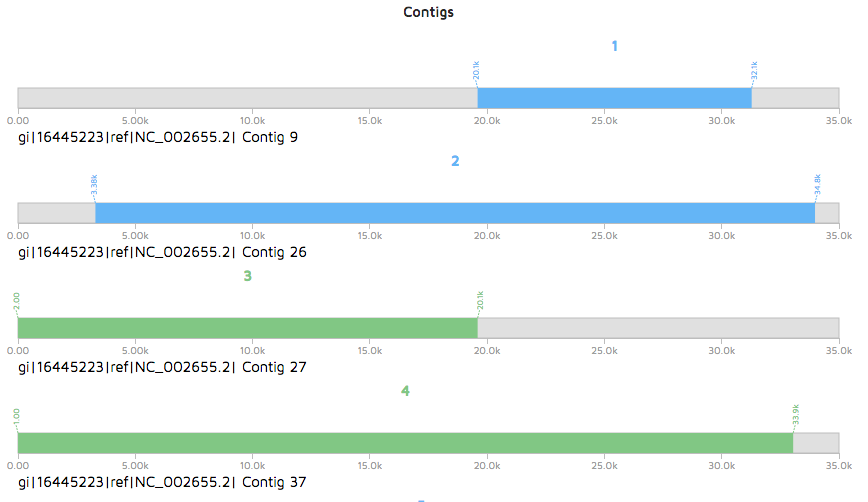 Contigs
1
20.1k 32.1k
0.00 5.00k 10.0k 15.0k 20.0k 25.0k 30.0k 35.0k
gi|16445223|ref|NC_002655.2| Contig 9
2
3.38k 34.8k
0.00 5.00k 10.0k 15.0k 20.0k 25.0k 30.0k 35.0k
gi|16445223|ref|NC_002655.2| Contig 26
3
2.00 20.1k
0.00 5.00k 10.0k 15.0k 20.0k 25.0k 30.0k 35.0k
gi|16445223|ref|NC_002655.2| Contig 27
4
1.00 33.9k
0.00 5.00k 10.0k 15.0k 20.0k 25.0k 30.0k 35.0k
gi|16445223|ref|NC_002655.2| Contig 37